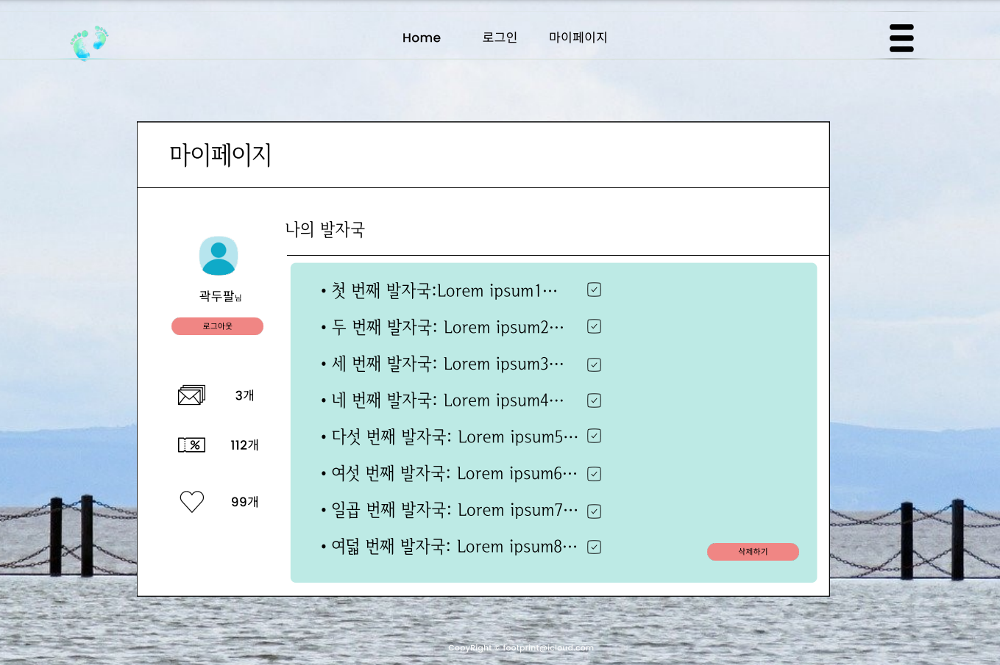 Home 로그인 마이페이지
마이페이지
나의 발자국
곽두팔님
로그아웃
3개
112개
99개
• 첫 번째 발자국:Lorem ipsum1…
• 두 번째 발자국: Lorem ipsum2…
• 세 번째 발자국: Lorem ipsum3…
• 네 번째 발자국: Lorem ipsum4…
• 다섯 번째 발자국: Lorem ipsum5…
• 여섯 번째 발자국: Lorem ipsum6…
• 일곱 번째 발자국: Lorem ipsum7…
• 여덟 번째 발자국: Lorem ipsum8…
삭제하기
CopyRight © footprint@icloud.com